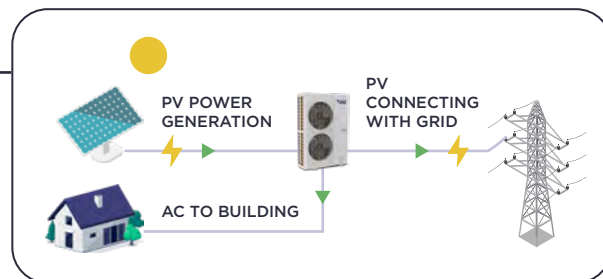 PV POWER
GENERATION
PV
CONNECTING
WITH GRID
AC TO BUILDING